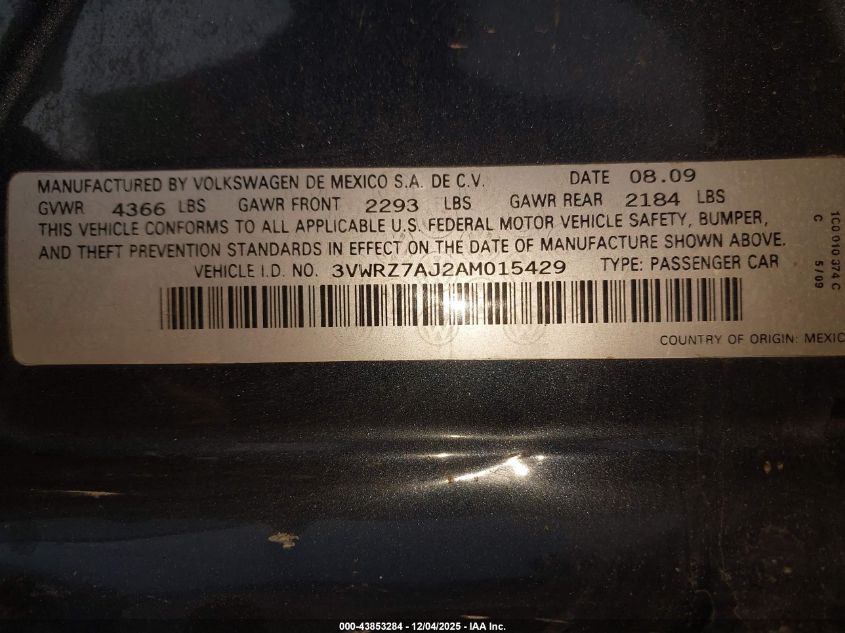 MANUFACTURED BY VOLKSWAGEN DE MEXICO S.A. DE C.V. DATE 08.09
GVWR 4366 LBS GAWR FRONT 2293 LBS GAWR REAR 2184 LBS
THIS VEHICLE CONFORMS TO ALL APPLICABLE U.S. FEDERAL MOTOR VEHICLE SAFETY, BUMPER,
AND THEFT PREVENTION STANDARDS IN EFFECT ON THE DATE OF MANUFACTURE SHOWN ABOVE.
VEHICLE I.D. NO. 3VWRZ7AJ2AM015429 TYPE: PASSENGER CAR
COUNTRY OF ORIGIN: MEXIC
1C0 010 374 C
C 5/09
000-43853284 - 12/04/2025 - IAA Inc.